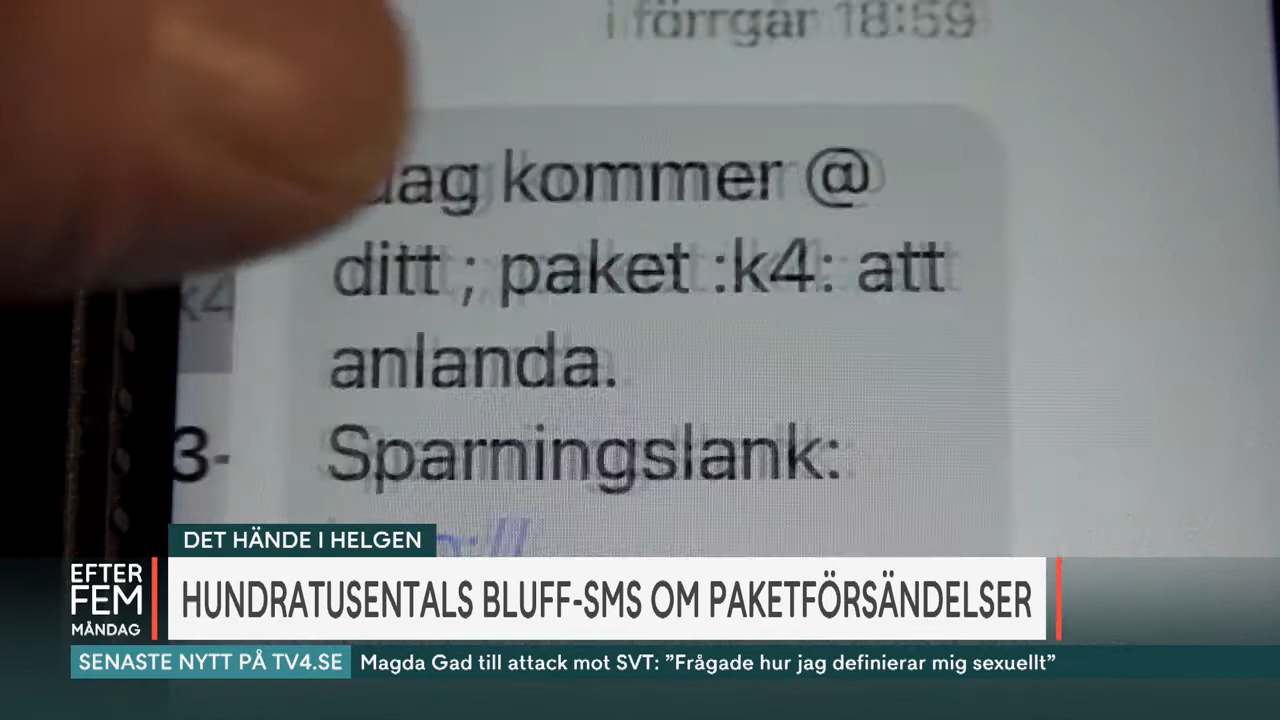 i förrgår 18:59
dag kommer @
ditt ; paket :k4: att
anlanda.
Sparningslank:
k4
3-
DET HÄNDE I HELGEN
EFTER
FEM
MÅNDAG
HUNDRATUSENTALS BLUFF-SMS OM PAKETFÖRSÄNDELSER
SENASTE NYTT PÅ TV4.SE Magda Gad till attack mot SVT: ”Frågade hur jag definierar mig sexuellt”